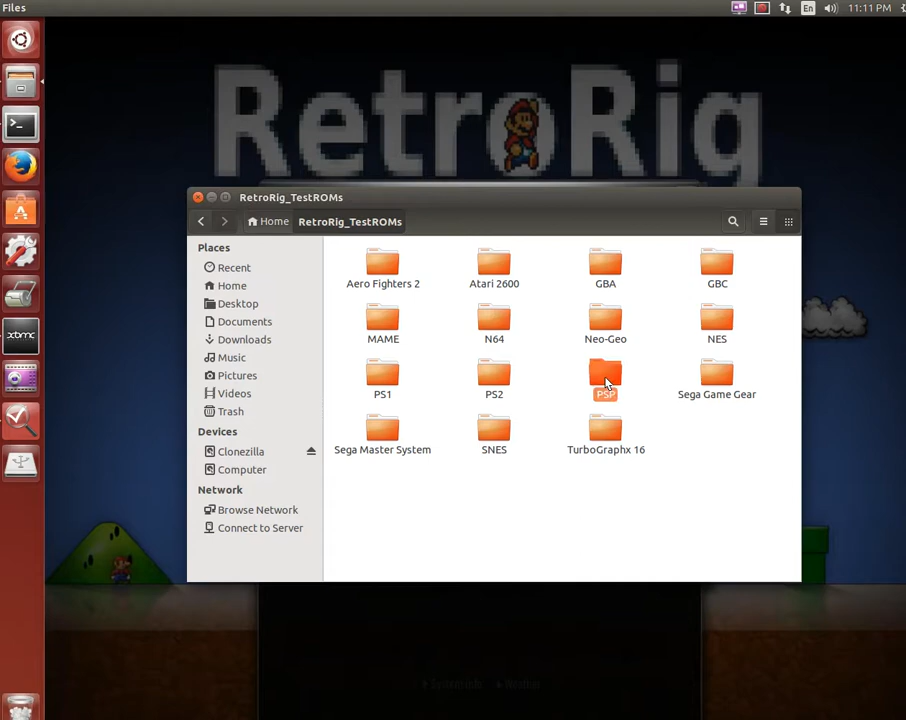 Files
En
11:11 PM
RetroRig
RetroRig_TestROMs
Home
RetroRig_TestROMs
Places
Recent
Home
Desktop
Documents
Downloads
Music
Pictures
Videos
Trash
Devices
Clonezilla
Computer
Network
Browse Network
Connect to Server
Aero Fighters 2
Atari 2600
GBA
GBC
MAME
N64
Neo-Geo
NES
PS1
PS2
PSP
Sega Game Gear
Sega Master System
SNES
TurboGraphx 16
xbmc